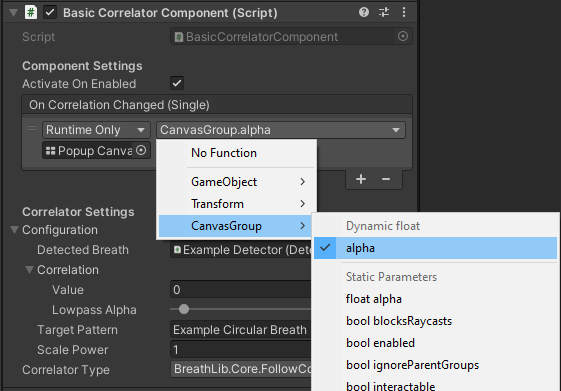 Basic Correlator Component (Script)
Script BasicCorrelatorComponent
Component Settings
Activate On Enabled
On Correlation Changed (Single)
Runtime Only CanvasGroup.alpha
Popup Canva
No Function
GameObject
Transform
CanvasGroup
Dynamic float
alpha
Static Parameters
float alpha
bool blocksRaycasts
bool enabled
bool ignoreParentGroups
bool interactable
Correlator Settings
Configuration
Detected Breath Example Detector (Dete
Correlation
Value 0
Lowpass Alpha
Target Pattern Example Circular Breath
Scale Power 1
Correlator Type BreathLib.Core.FollowCo